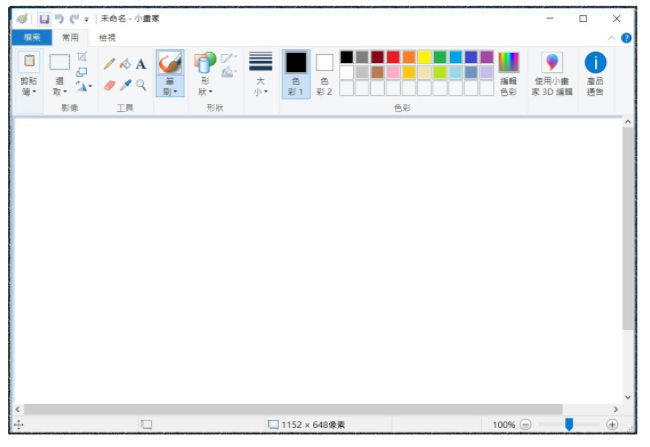 未命名 - 小畫家
檔案 常用 檢視
剪貼簿 選取 筆刷 形狀 大小 色彩 1 色彩 2 編輯色彩 使用小畫家 3D 編輯 產品通告
影像 工具 形狀 色彩
1152 × 648像素 100%